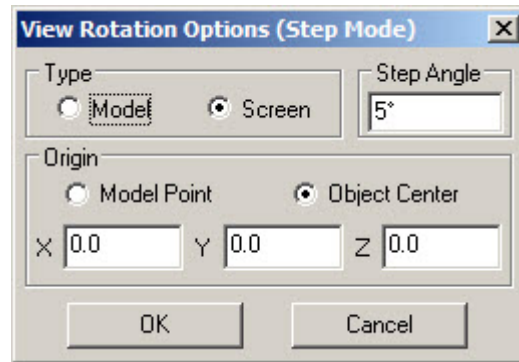 View Rotation Options (Step Mode)
Type
Step Angle
Model
Screen
5°
Origin
Model Point
Object Center
X 0.0 Y 0.0 Z 0.0
OK
Cancel